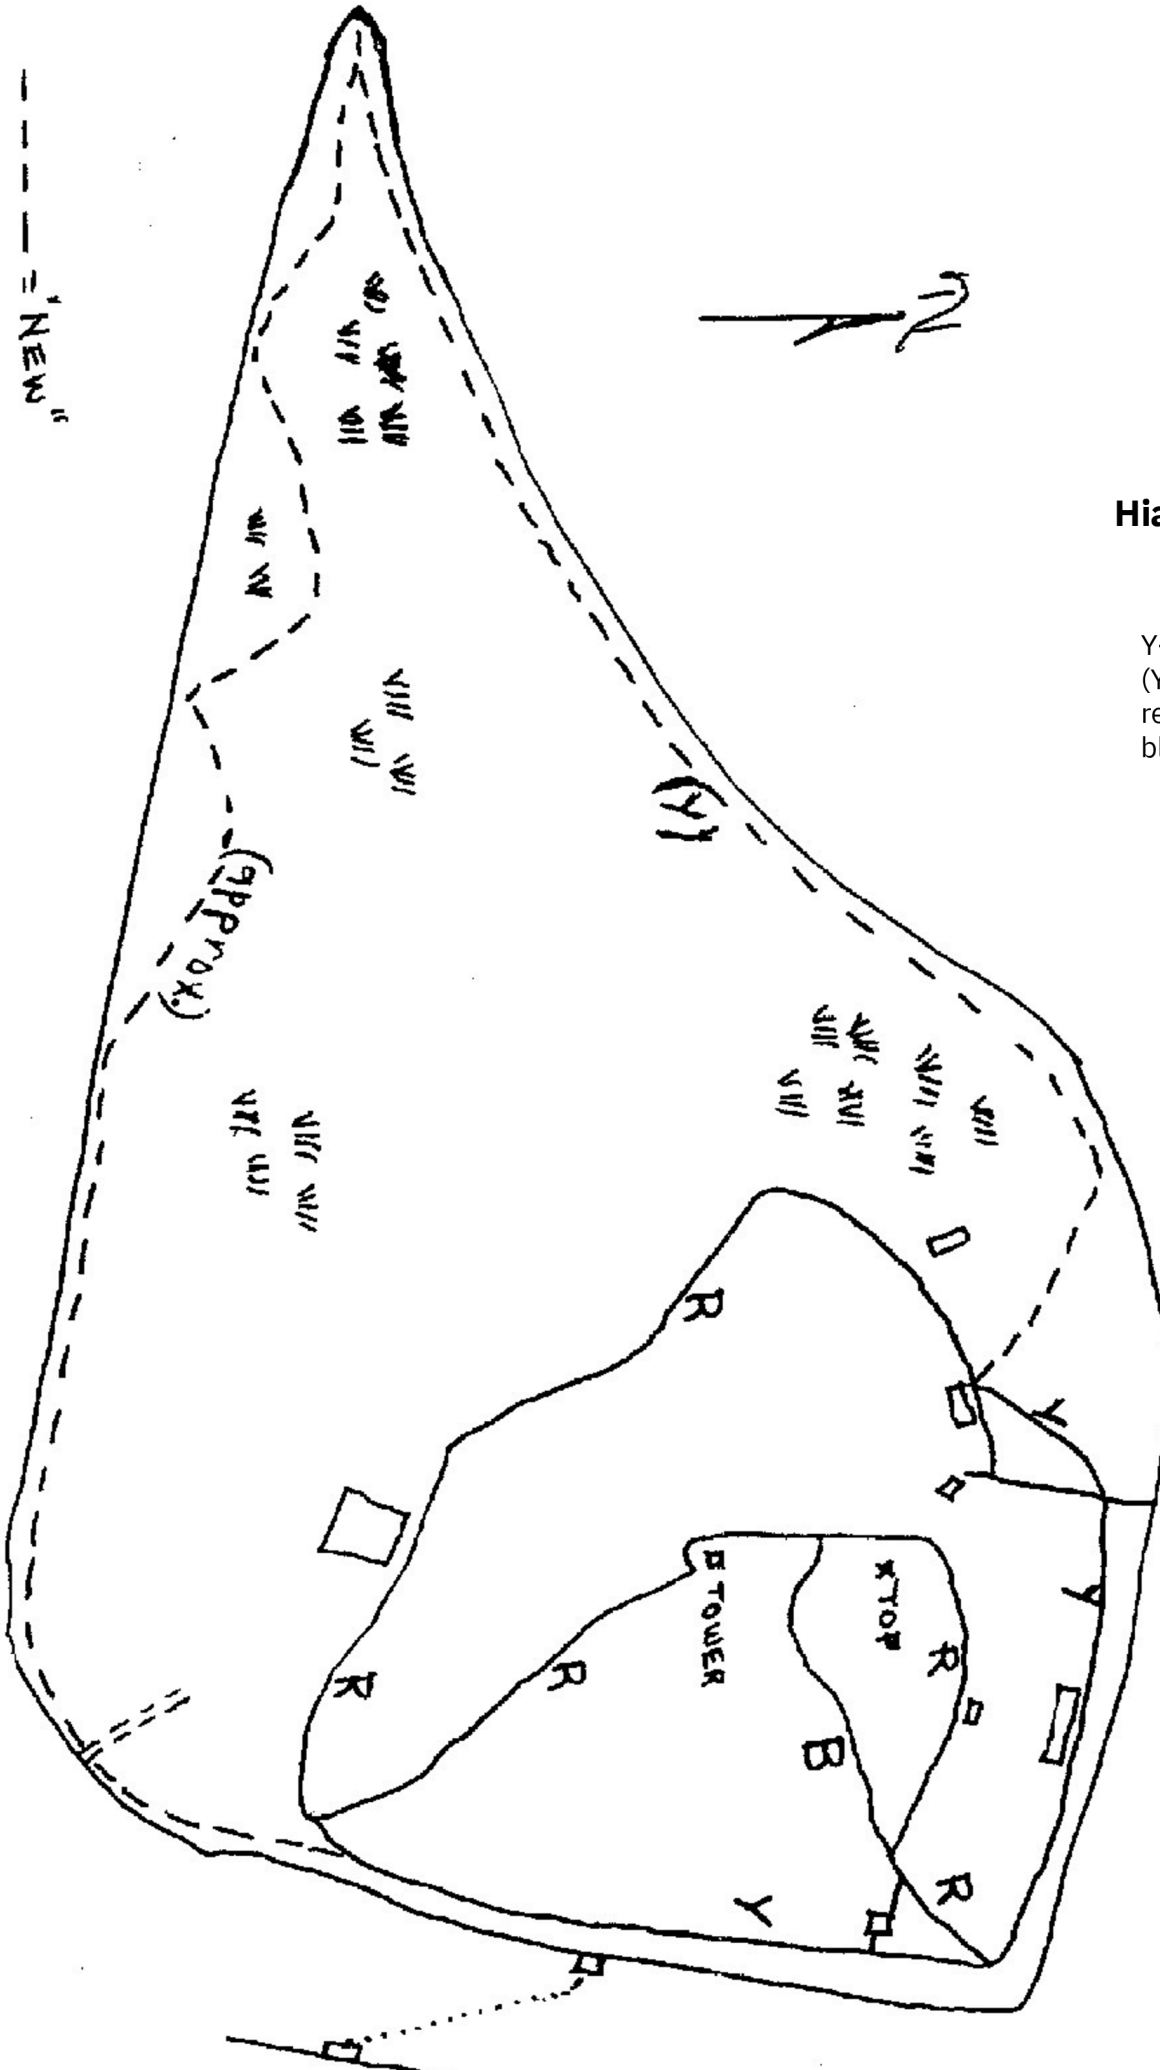 ---- = "NEW"
N
Hia
Y-
(Y
re
bl
(Y)
(approx.)
R
Y
Y
TOWER
x TOP
R
R
R
B
R
Y